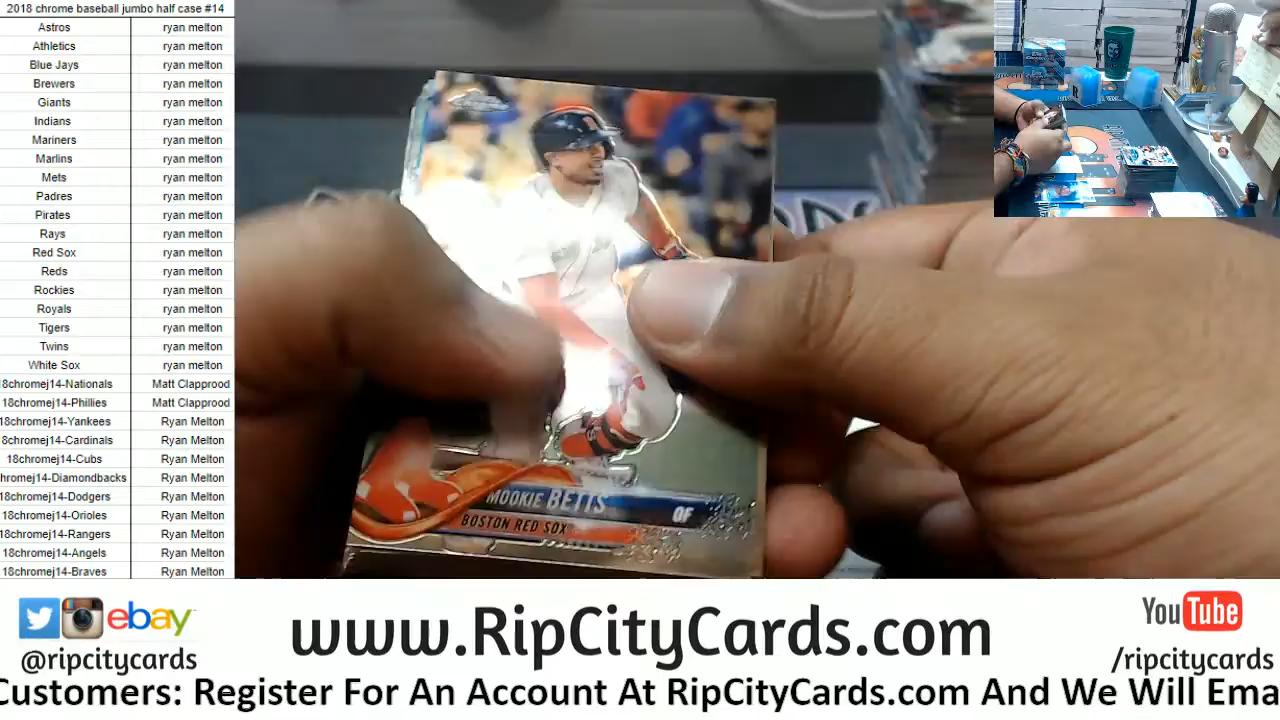 2018 chrome baseball jumbo half case #14
Astros ryan melton
Athletics ryan melton
Blue Jays ryan melton
Brewers ryan melton
Giants ryan melton
Indians ryan melton
Mariners ryan melton
Marlins ryan melton
Mets ryan melton
Padres ryan melton
Pirates ryan melton
Rays ryan melton
Red Sox ryan melton
Reds ryan melton
Rockies ryan melton
Royals ryan melton
Tigers ryan melton
Twins ryan melton
White Sox ryan melton
18chromej14-Nationals Matt Clapprood
18chromej14-Phillies Matt Clapprood
18chromej14-Yankees Ryan Melton
8chromej14-Cardinals Ryan Melton
18chromej14-Cubs Ryan Melton
hromej14-Diamondbacks Ryan Melton
18chromej14-Dodgers Ryan Melton
18chromej14-Orioles Ryan Melton
18chromej14-Rangers Ryan Melton
18chromej14-Angels Ryan Melton
18chromej14-Braves Ryan Melton
MOOKIE BETTS
OF
BOSTON RED SOX
ebay
@ripcitycards
www.RipCityCards.com
YouTube
/ripcitycards
Customers: Register For An Account At RipCityCards.com And We Will Ema